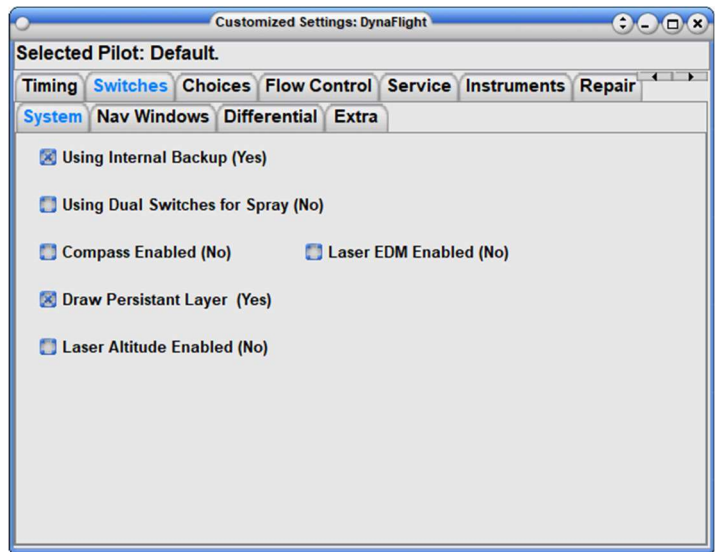 Customized Settings: DynaFlight
Selected Pilot: Default.
Timing Switches Choices Flow Control Service Instruments Repair
System Nav Windows Differential Extra
Using Internal Backup (Yes)
Using Dual Switches for Spray (No)
Compass Enabled (No) Laser EDM Enabled (No)
Draw Persistant Layer (Yes)
Laser Altitude Enabled (No)